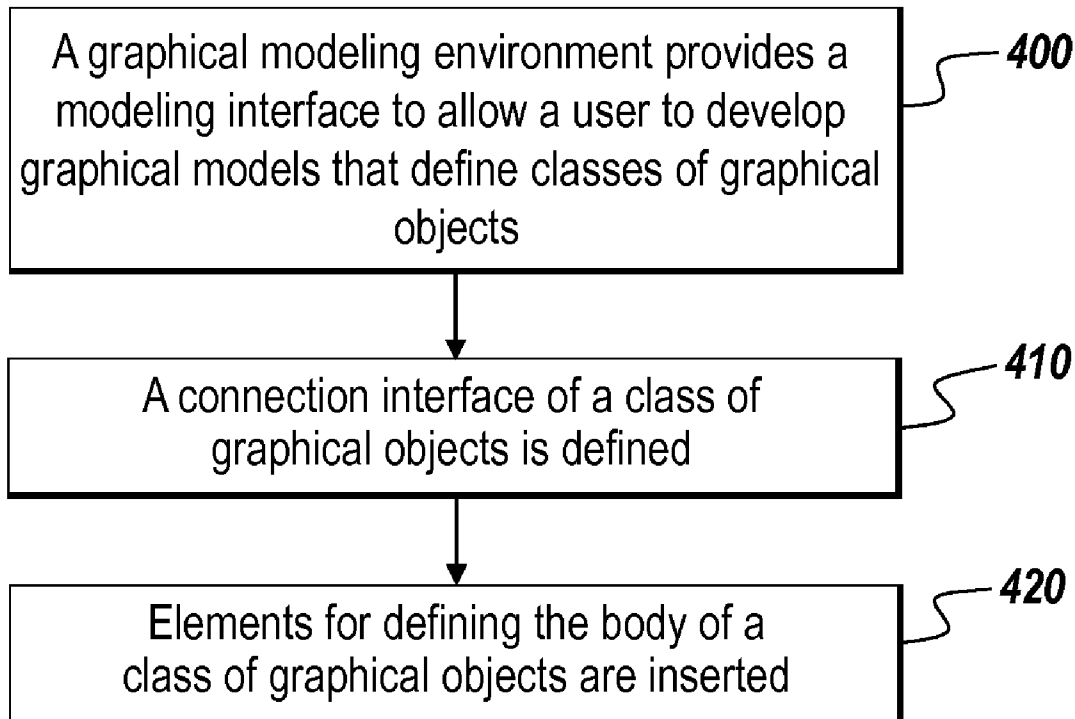 A graphical modeling environment provides a
modeling interface to allow a user to develop
graphical models that define classes of graphical
objects
400
A connection interface of a class of
graphical objects is defined
410
Elements for defining the body of a
class of graphical objects are inserted
420